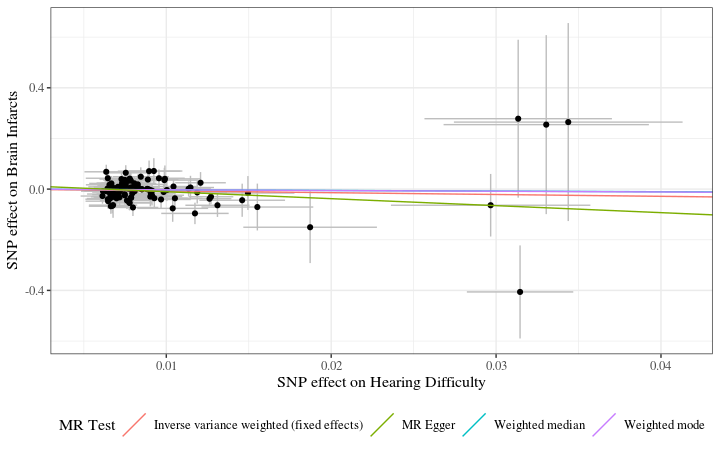 SNP effect on Brain Infarcts
0.4
0.0
-0.4
0.01 0.02 0.03 0.04
SNP effect on Hearing Difficulty
MR Test Inverse variance weighted (fixed effects) MR Egger Weighted median Weighted mode